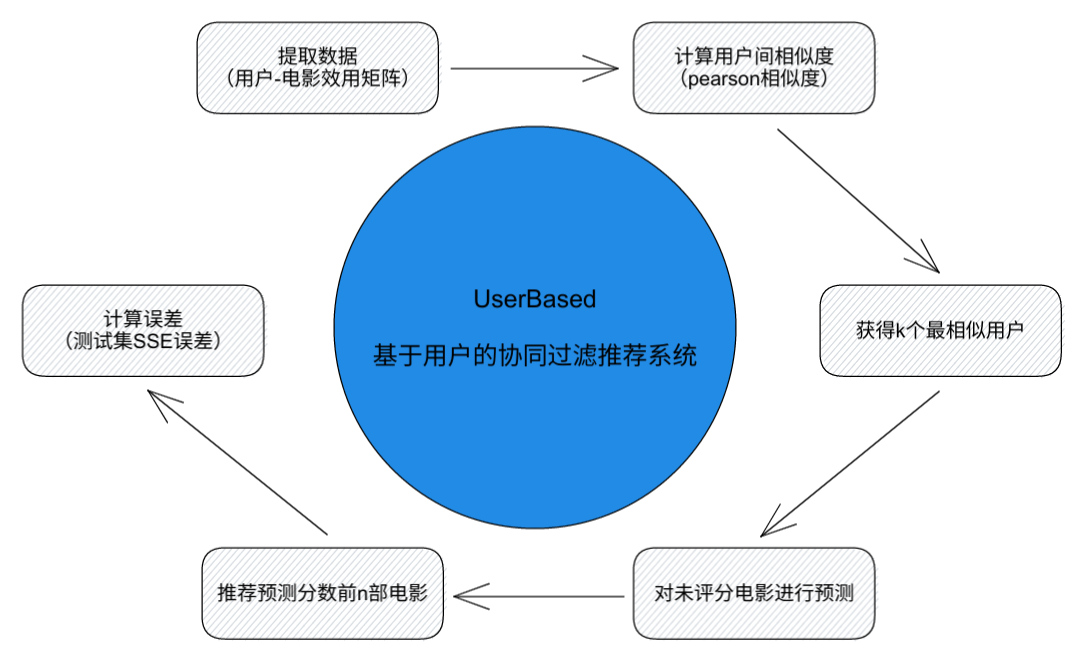 提取数据
（用户-电影效用矩阵）
计算用户间相似度
（pearson相似度）
获得k个最相似用户
对未评分电影进行预测
推荐预测分数前n部电影
计算误差
（测试集SSE误差）
UserBased
基于用户的协同过滤推荐系统